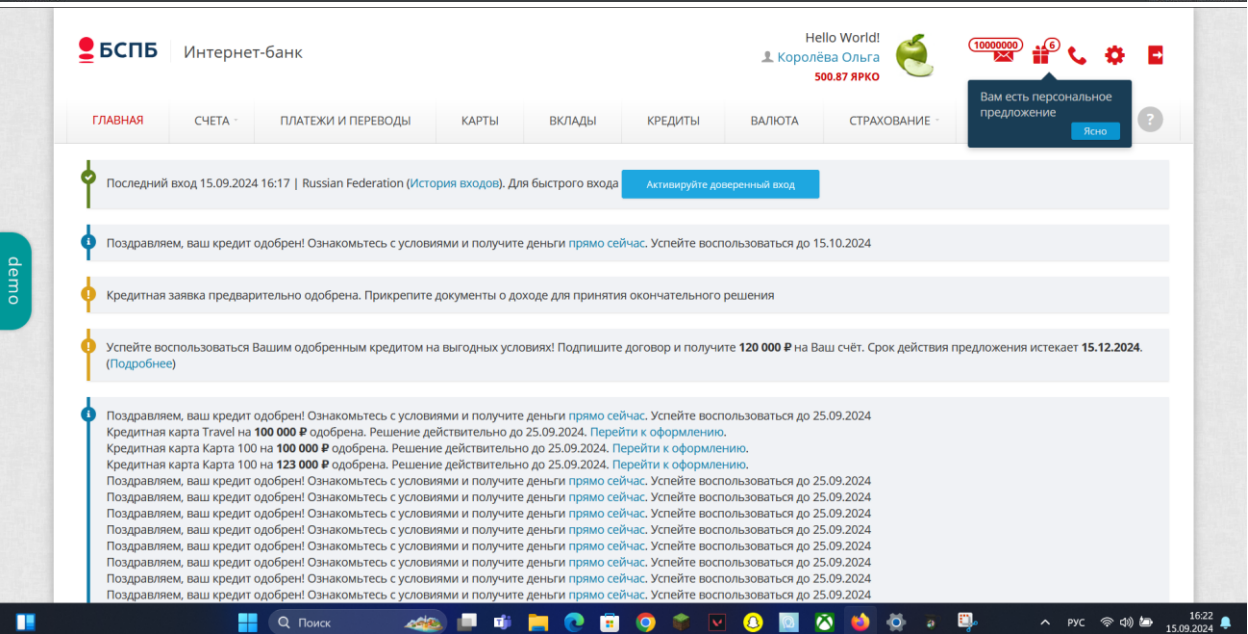 БСПБ
Интернет-банк
Hello World!
Королёва Ольга
500.87 ЯРКО
10000000
6
Вам есть персональное
предложение
Ясно
ГЛАВНАЯ СЧЕТА ПЛАТЕЖИ И ПЕРЕВОДЫ КАРТЫ ВКЛАДЫ КРЕДИТЫ ВАЛЮТА СТРАХОВАНИЕ ?
Последний вход 15.09.2024 16:17 | Russian Federation (История входов). Для быстрого входа Активируйте доверенный вход
Поздравляем, ваш кредит одобрен! Ознакомьтесь с условиями и получите деньги прямо сейчас. Успейте воспользоваться до 15.10.2024
Кредитная заявка предварительно одобрена. Прикрепите документы о доходе для принятия окончательного решения
Успейте воспользоваться Вашим одобренным кредитом на выгодных условиях! Подпишите договор и получите 120 000 ₽ на Ваш счёт. Срок действия предложения истекает 15.12.2024.
(Подробнее)
Поздравляем, ваш кредит одобрен! Ознакомьтесь с условиями и получите деньги прямо сейчас. Успейте воспользоваться до 25.09.2024
Кредитная карта Travel на 100 000 ₽ одобрена. Решение действительно до 25.09.2024. Перейти к оформлению.
Кредитная карта Карта 100 на 100 000 ₽ одобрена. Решение действительно до 25.09.2024. Перейти к оформлению.
Кредитная карта Карта 100 на 123 000 ₽ одобрена. Решение действительно до 25.09.2024. Перейти к оформлению.
Поздравляем, ваш кредит одобрен! Ознакомьтесь с условиями и получите деньги прямо сейчас. Успейте воспользоваться до 25.09.2024
Поздравляем, ваш кредит одобрен! Ознакомьтесь с условиями и получите деньги прямо сейчас. Успейте воспользоваться до 25.09.2024
Поздравляем, ваш кредит одобрен! Ознакомьтесь с условиями и получите деньги прямо сейчас. Успейте воспользоваться до 25.09.2024
Поздравляем, ваш кредит одобрен! Ознакомьтесь с условиями и получите деньги прямо сейчас. Успейте воспользоваться до 25.09.2024
Поздравляем, ваш кредит одобрен! Ознакомьтесь с условиями и получите деньги прямо сейчас. Успейте воспользоваться до 25.09.2024
Поздравляем, ваш кредит одобрен! Ознакомьтесь с условиями и получите деньги прямо сейчас. Успейте воспользоваться до 25.09.2024
Поздравляем, ваш кредит одобрен! Ознакомьтесь с условиями и получите деньги прямо сейчас. Успейте воспользоваться до 25.09.2024
Поздравляем, ваш кредит одобрен! Ознакомьтесь с условиями и получите деньги прямо сейчас. Успейте воспользоваться до 25.09.2024
demo
Поиск
РУС
16:22
15.09.2024